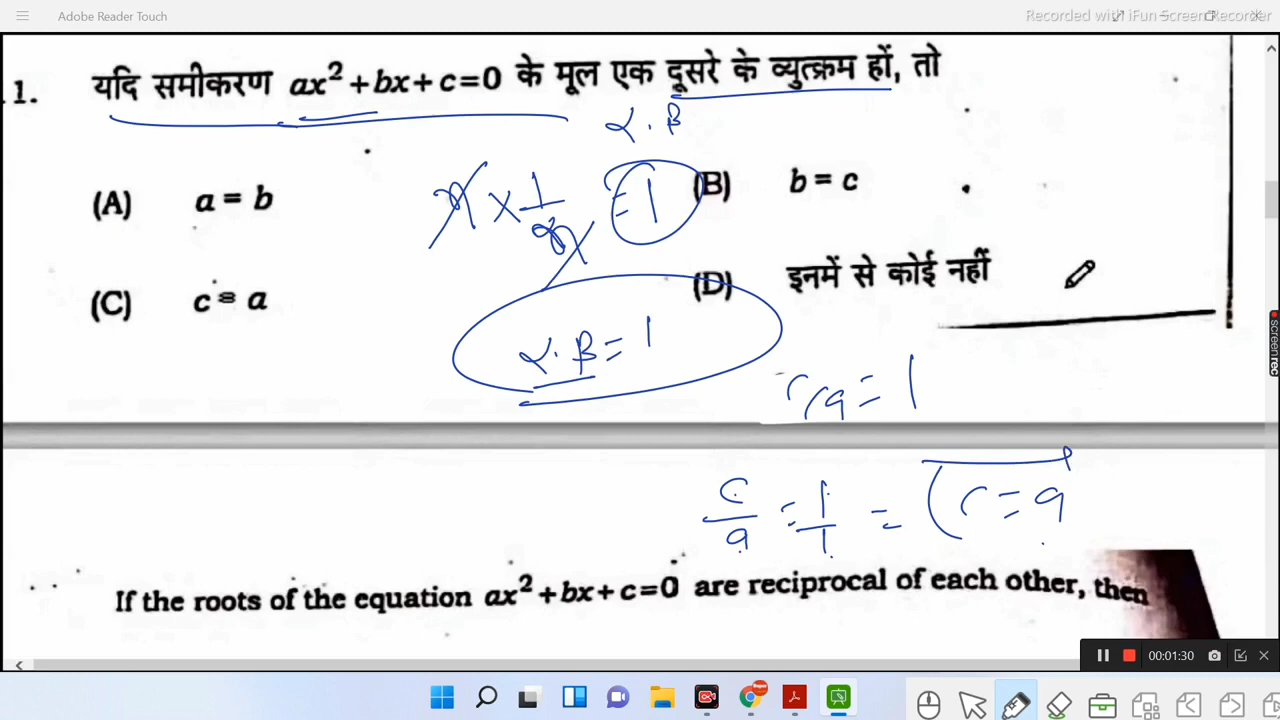 Adobe Reader Touch
Recorded with iFun Screen Recorder
1. यदि समीकरण ax²+bx+c=0 के मूल एक दूसरे के व्युत्क्रम हों, तो
α.β
(A) a = b
× 1/ = 1
(B) b = c
(C) c = a
(D) इनमें से कोई नहीं
α.β = 1
c/a = 1
c/a = 1/1 = c = a
If the roots of the equation ax²+bx+c=0 are reciprocal of each other, then
screenrec
00:01:30